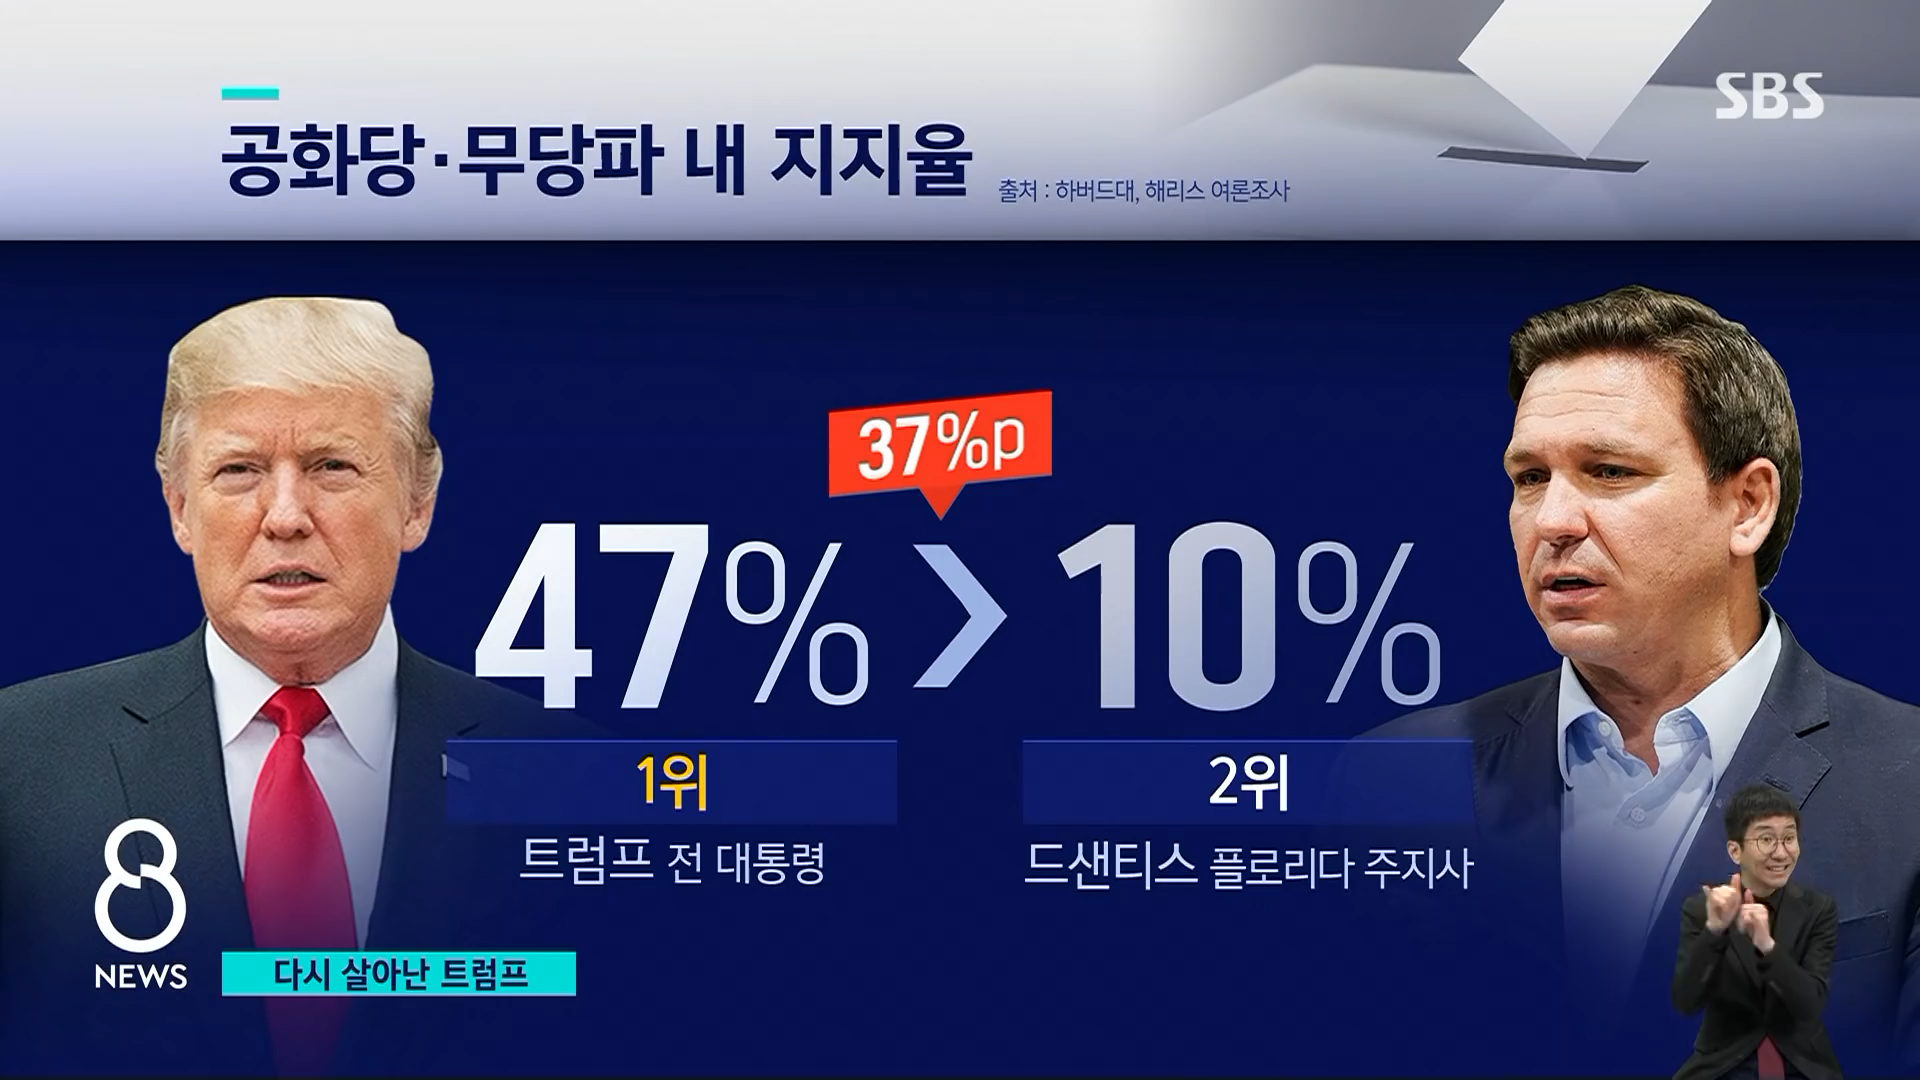 SBS
공화당·무당파 내 지지율
출처 : 하버드대, 해리스 여론조사
37%p
47% > 10%
1위
2위
트럼프 전 대통령
드샌티스 플로리다 주지사
8
NEWS
다시 살아난 트럼프